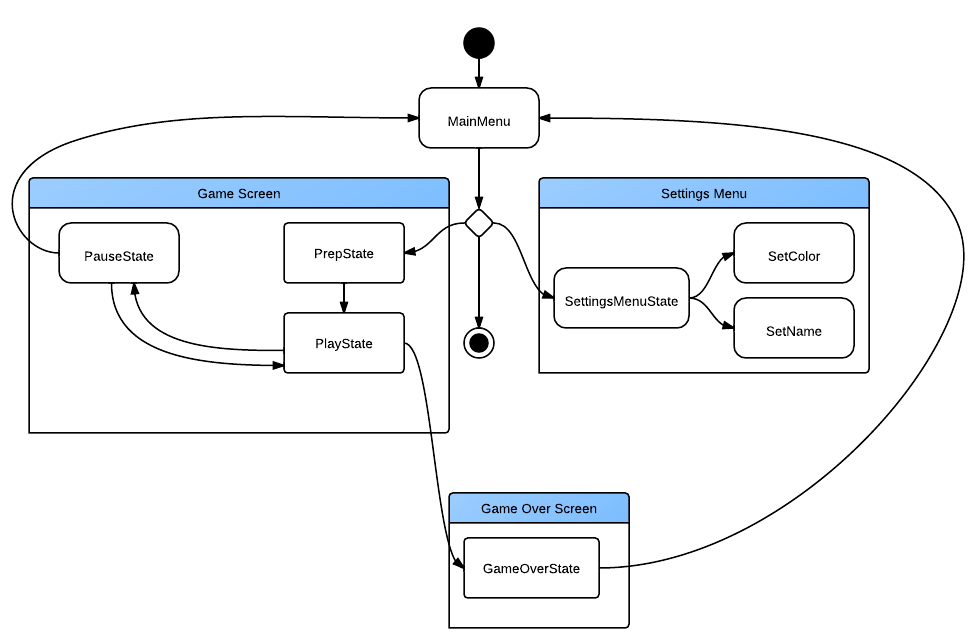 MainMenu
Game Screen
Settings Menu
PauseState
PrepState
SetColor
SettingsMenuState
SetName
PlayState
Game Over Screen
GameOverState